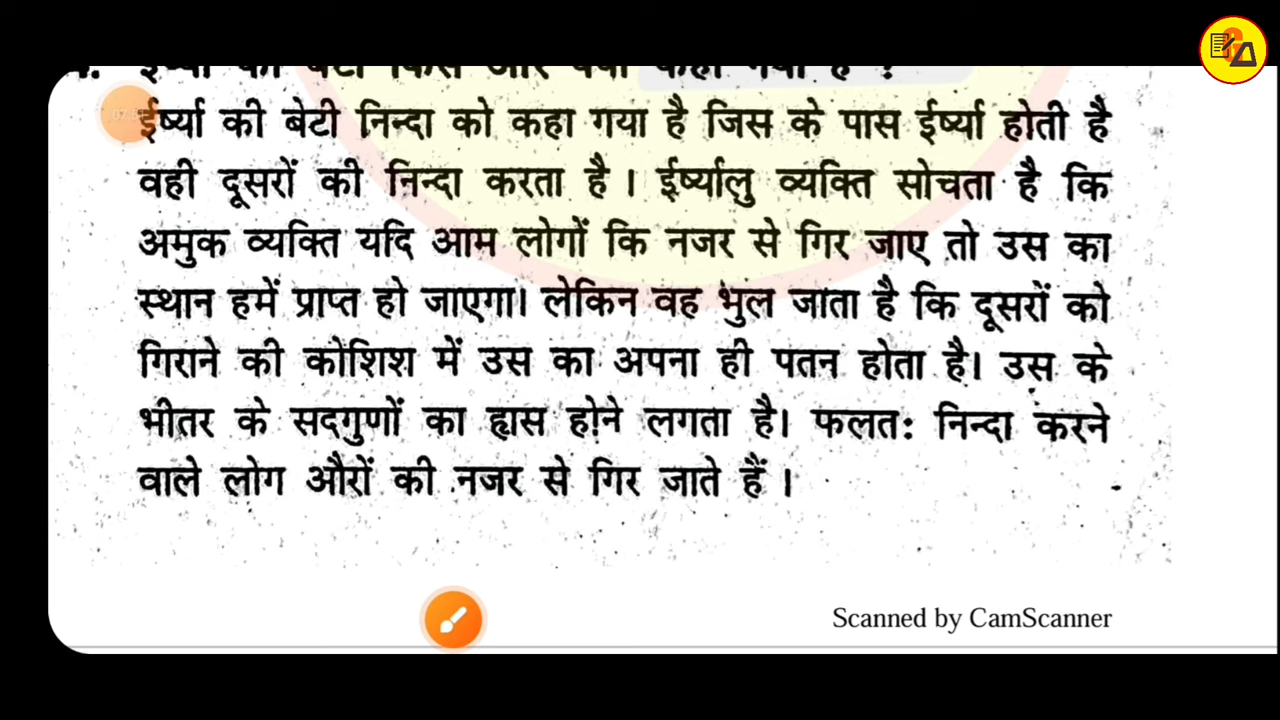 ईर्ष्या की बेटी निन्दा को कहा गया है जिस के पास ईर्ष्या होती है
वही दूसरों की निन्दा करता है । ईर्ष्यालु व्यक्ति सोचता है कि
अमुक व्यक्ति यदि आम लोगों कि नजर से गिर जाए तो उस का
स्थान हमें प्राप्त हो जाएगा। लेकिन वह भुल जाता है कि दूसरों को
गिराने की कोशिश में उस का अपना ही पतन होता है। उस के
भीतर के सदगुणों का ह्रास होने लगता है। फलतः निन्दा करने
वाले लोग औरों की नजर से गिर जाते हैं ।
Scanned by CamScanner